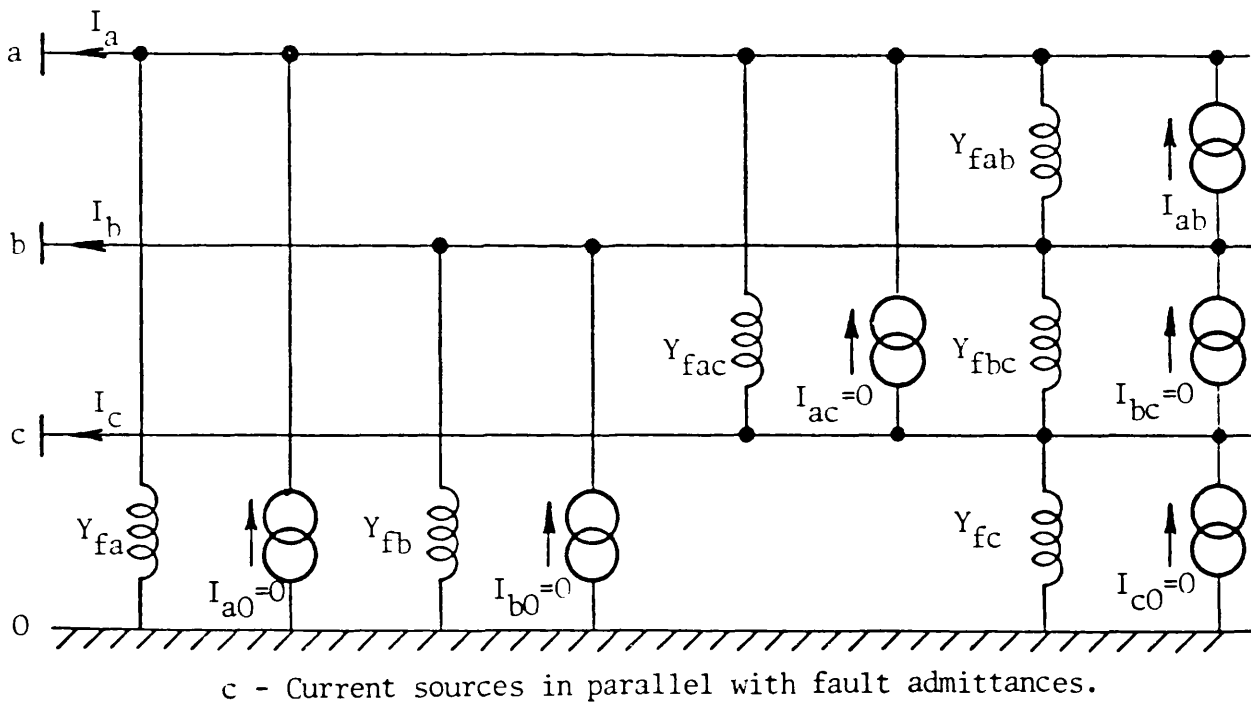 I_a
a
Y_fab
I_ab
I_b
b
Y_fac
I_ac=0
Y_fbc
I_bc=0
I_c
c
Y_fa
I_a0=0
Y_fb
I_b0=0
Y_fc
I_c0=0
0
c - Current sources in parallel with fault admittances.